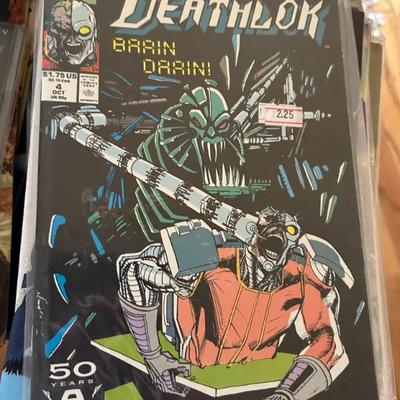 DEATHLOK
BRAIN
DRAIN!
$1.75 US
4
OCT
2.25
50
YEARS